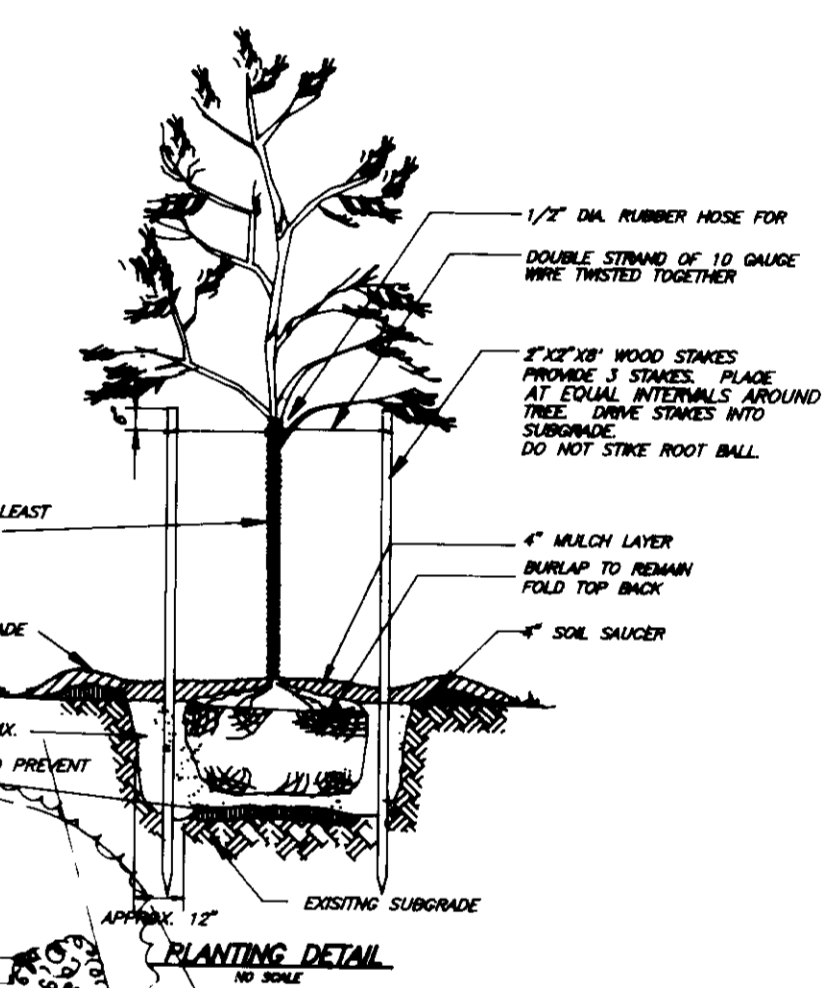 1/2" DIA. RUBBER HOSE FOR
DOUBLE STRAND OF 10 GAUGE
WIRE TWISTED TOGETHER
2"X2"X8' WOOD STAKES
PROVIDE 3 STAKES. PLACE
AT EQUAL INTERVALS AROUND
TREE. DRIVE STAKES INTO
SUBGRADE.
DO NOT STIKE ROOT BALL.
6"
LEAST
4" MULCH LAYER
BURLAP TO REMAIN
FOLD TOP BACK
4" SOIL SAUCER
ADE
X.
PREVENT
EXISITNG SUBGRADE
APPROX. 12"
PLANTING DETAIL
NO SCALE